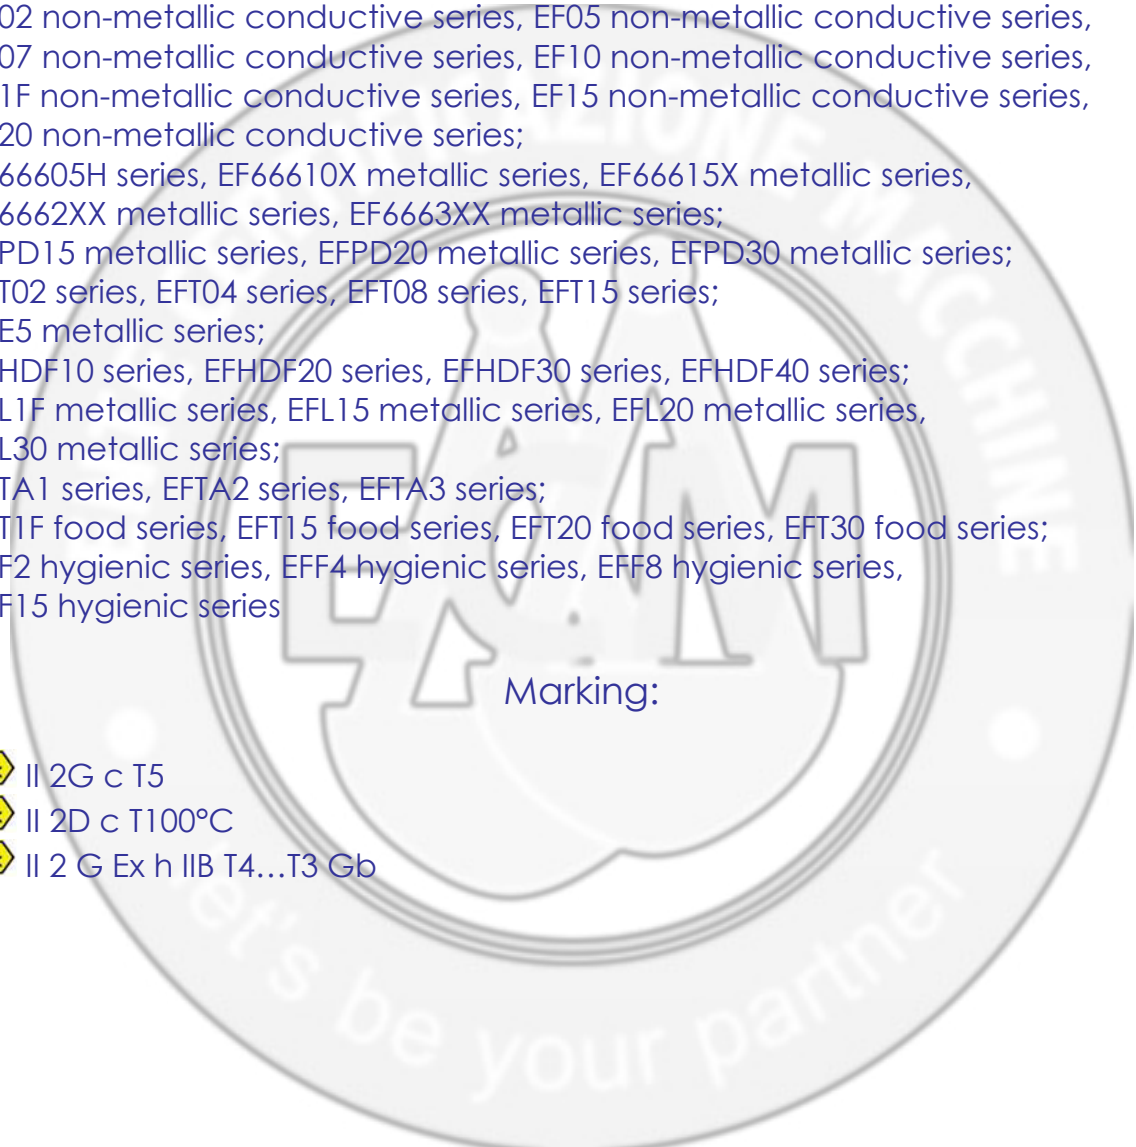 02 non-metallic conductive series, EF05 non-metallic conductive series,
07 non-metallic conductive series, EF10 non-metallic conductive series,
1F non-metallic conductive series, EF15 non-metallic conductive series,
20 non-metallic conductive series;
66605H series, EF66610X metallic series, EF66615X metallic series,
6662XX metallic series, EF6663XX metallic series;
PD15 metallic series, EFPD20 metallic series, EFPD30 metallic series;
T02 series, EFT04 series, EFT08 series, EFT15 series;
E5 metallic series;
HDF10 series, EFHDF20 series, EFHDF30 series, EFHDF40 series;
L1F metallic series, EFL15 metallic series, EFL20 metallic series,
L30 metallic series;
TA1 series, EFTA2 series, EFTA3 series;
T1F food series, EFT15 food series, EFT20 food series, EFT30 food series;
F2 hygienic series, EFF4 hygienic series, EFF8 hygienic series,
F15 hygienic series
Marking:
II 2G c T5
II 2D c T100°C
II 2 G Ex h IIB T4…T3 Gb
ECM
MACCHINE
let's be your partner